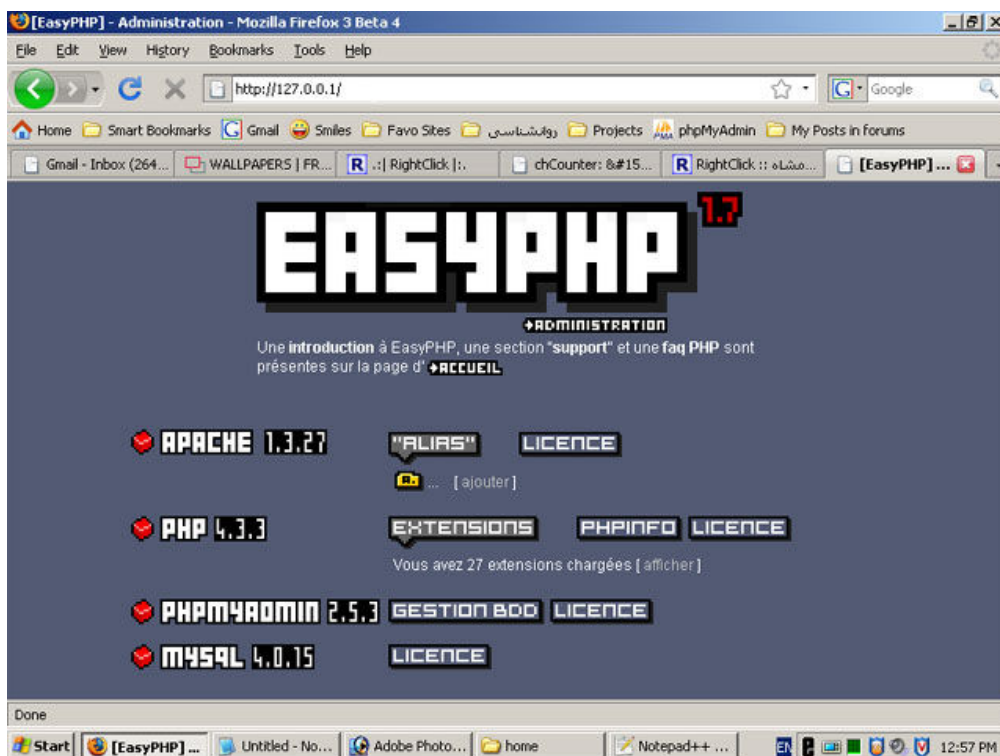 [EasyPHP] - Administration - Mozilla Firefox 3 Beta 4
File Edit View History Bookmarks Tools Help
http://127.0.0.1/ Google
Home Smart Bookmarks Gmail Smiles Favo Sites روانشناسی Projects phpMyAdmin My Posts in forums
Gmail - Inbox (264... WALLPAPERS | FR... .:| RightClick |:. chCounter: &#15... RightClick :: مشاه... [EasyPHP] ...
EASYPHP 1.7
ADMINISTRATION
Une introduction à EasyPHP, une section "support" et une faq PHP sont
présentes sur la page d' ACCUEIL
APACHE 1.3.27 "ALIAS" LICENCE
... [ ajouter ]
PHP 4.3.3 EXTENSIONS PHPINFO LICENCE
Vous avez 27 extensions chargées [ afficher ]
PHPMYADMIN 2.5.3 GESTION BDD LICENCE
MYSQL 4.0.15 LICENCE
Done
Start [EasyPHP] ... Untitled - No... Adobe Photo... home Notepad++ ... EN 12:57 PM